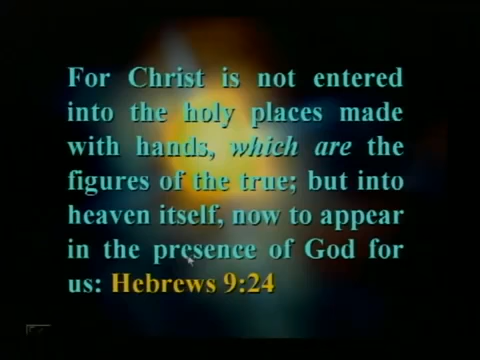 For Christ is not entered
into the holy places made
with hands, which are the
figures of the true; but into
heaven itself, now to appear
in the presence of God for
us: Hebrews 9:24